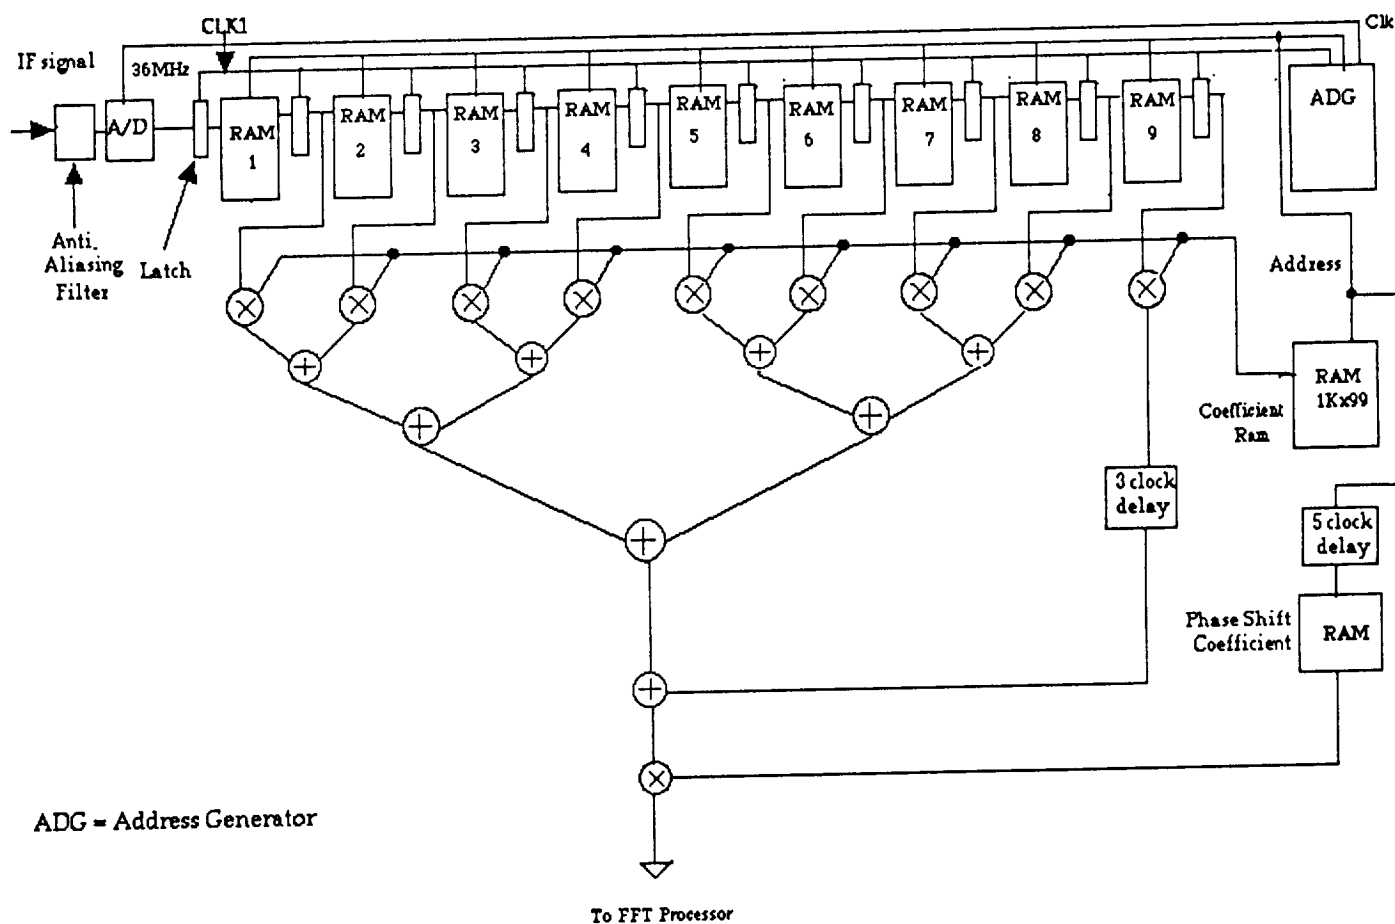 CLK1
Clk
IF signal
36MHz
A/D
RAM
1
RAM
2
RAM
3
RAM
4
RAM
5
RAM
6
RAM
7
RAM
8
RAM
9
ADG
Anti_
Aliasing
Filter
Latch
Address
RAM
1Kx99
Coefficient
Ram
3 clock
delay
5 clock
delay
Phase Shift
Coefficient
RAM
ADG = Address Generator
To FFT Processor